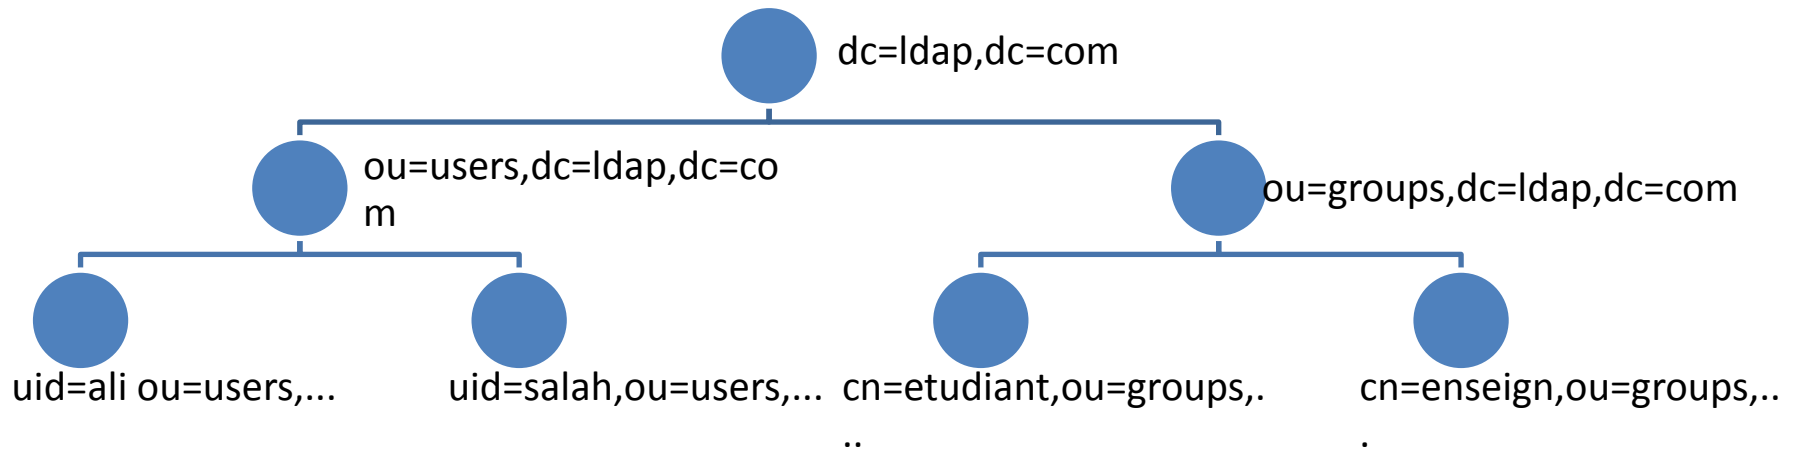 dc=ldap,dc=com
ou=users,dc=ldap,dc=co
m
ou=groups,dc=ldap,dc=com
uid=ali ou=users,...
uid=salah,ou=users,...
cn=etudiant,ou=groups,.
..
cn=enseign,ou=groups,..
.